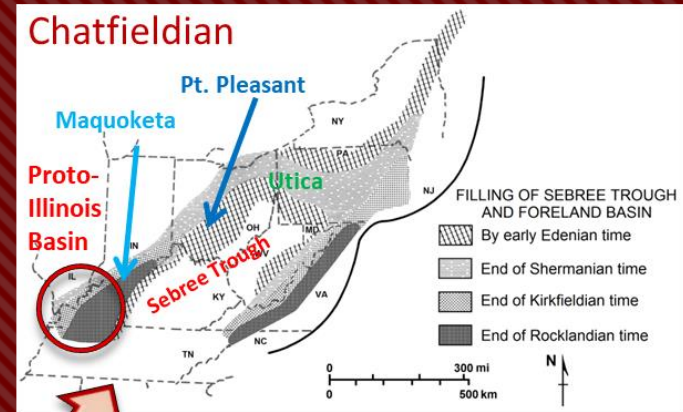 Chatfieldian
Pt. Pleasant
Maquoketa
Proto-
Illinois
Basin
Utica
Sebree Trough
NY
PA
NJ
OH
MD
IN
IL
KY
VA
TN
NC
FILLING OF SEBREE TROUGH
AND FORELAND BASIN
By early Edenian time
End of Shermanian time
End of Kirkfieldian time
End of Rocklandian time
0 300 mi
0 500 km
N